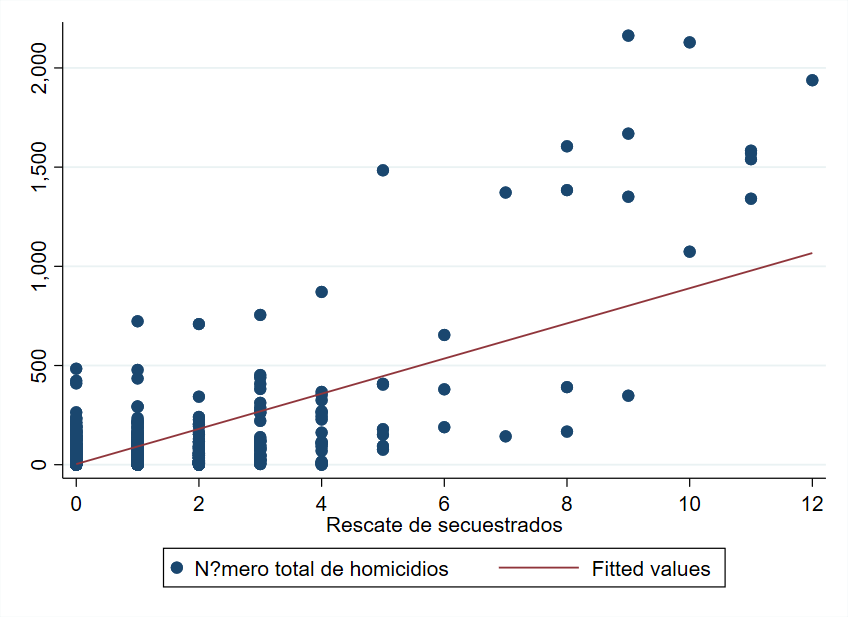 2,000
1,500
1,000
500
0
0 2 4 6 8 10 12
Rescate de secuestrados
N?mero total de homicidios Fitted values